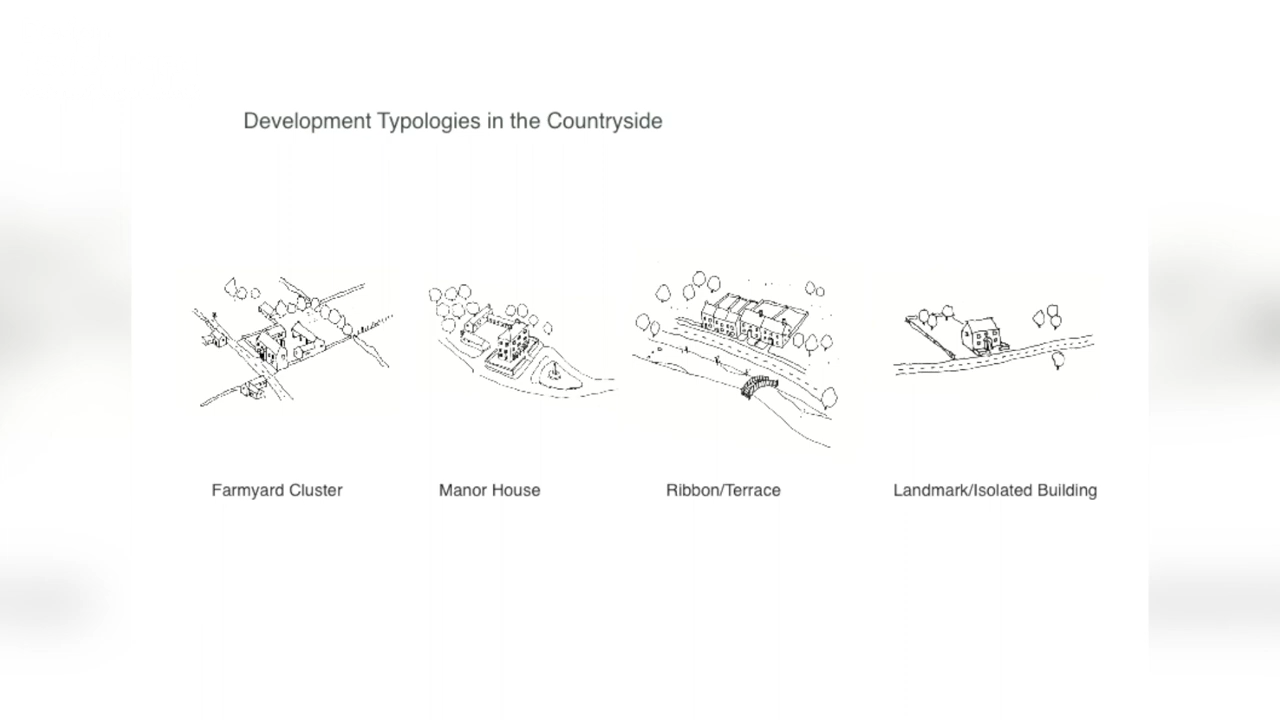 Development Typologies in the Countryside
Farmyard Cluster
Manor House
Ribbon/Terrace
Landmark/Isolated Building